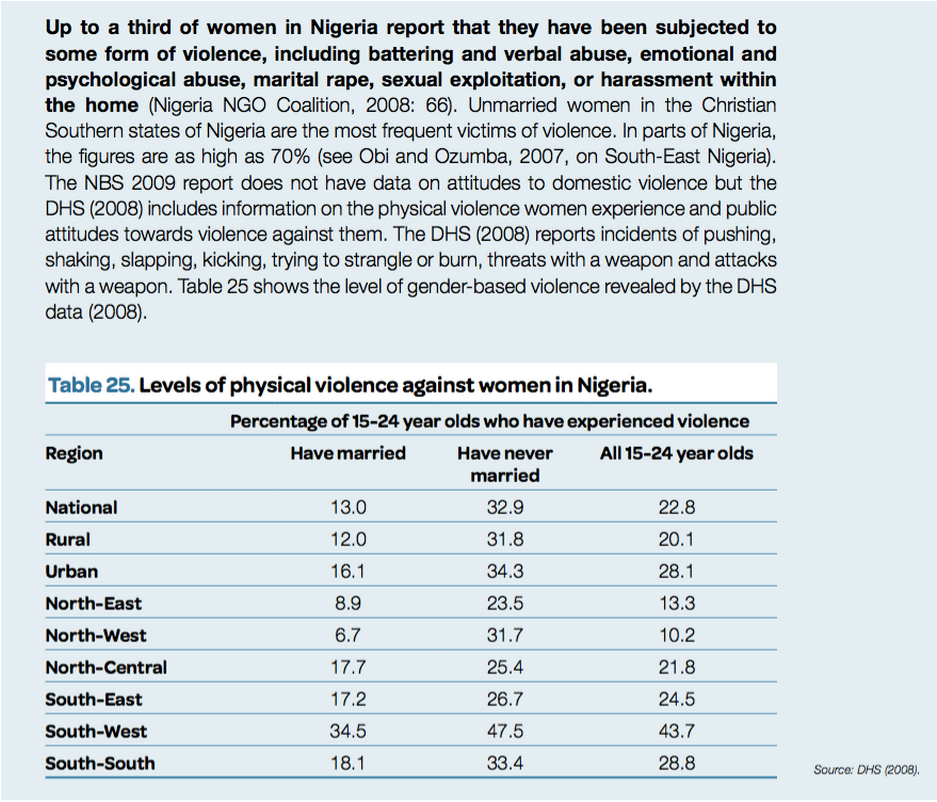 Up to a third of women in Nigeria report that they have been subjected to
some form of violence, including battering and verbal abuse, emotional and
psychological abuse, marital rape, sexual exploitation, or harassment within
the home (Nigeria NGO Coalition, 2008: 66). Unmarried women in the Christian
Southern states of Nigeria are the most frequent victims of violence. In parts of Nigeria,
the figures are as high as 70% (see Obi and Ozumba, 2007, on South-East Nigeria).
The NBS 2009 report does not have data on attitudes to domestic violence but the
DHS (2008) includes information on the physical violence women experience and public
attitudes towards violence against them. The DHS (2008) reports incidents of pushing,
shaking, slapping, kicking, trying to strangle or burn, threats with a weapon and attacks
with a weapon. Table 25 shows the level of gender-based violence revealed by the DHS
data (2008).
Table 25. Levels of physical violence against women in Nigeria.
Percentage of 15-24 year olds who have experienced violence
Region Have married Have never All 15-24 year olds
married
National 13.0 32.9 22.8
Rural 12.0 31.8 20.1
Urban 16.1 34.3 28.1
North-East 8.9 23.5 13.3
North-West 6.7 31.7 10.2
North-Central 17.7 25.4 21.8
South-East 17.2 26.7 24.5
South-West 34.5 47.5 43.7
South-South 18.1 33.4 28.8
Source: DHS (2008).